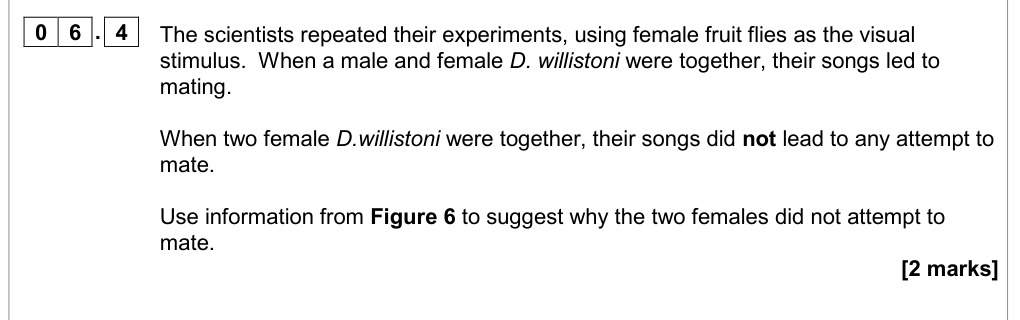 0 6 . 4 The scientists repeated their experiments, using female fruit flies as the visual
stimulus. When a male and female D. willistoni were together, their songs led to
mating.
When two female D.willistoni were together, their songs did not lead to any attempt to
mate.
Use information from Figure 6 to suggest why the two females did not attempt to
mate.
[2 marks]